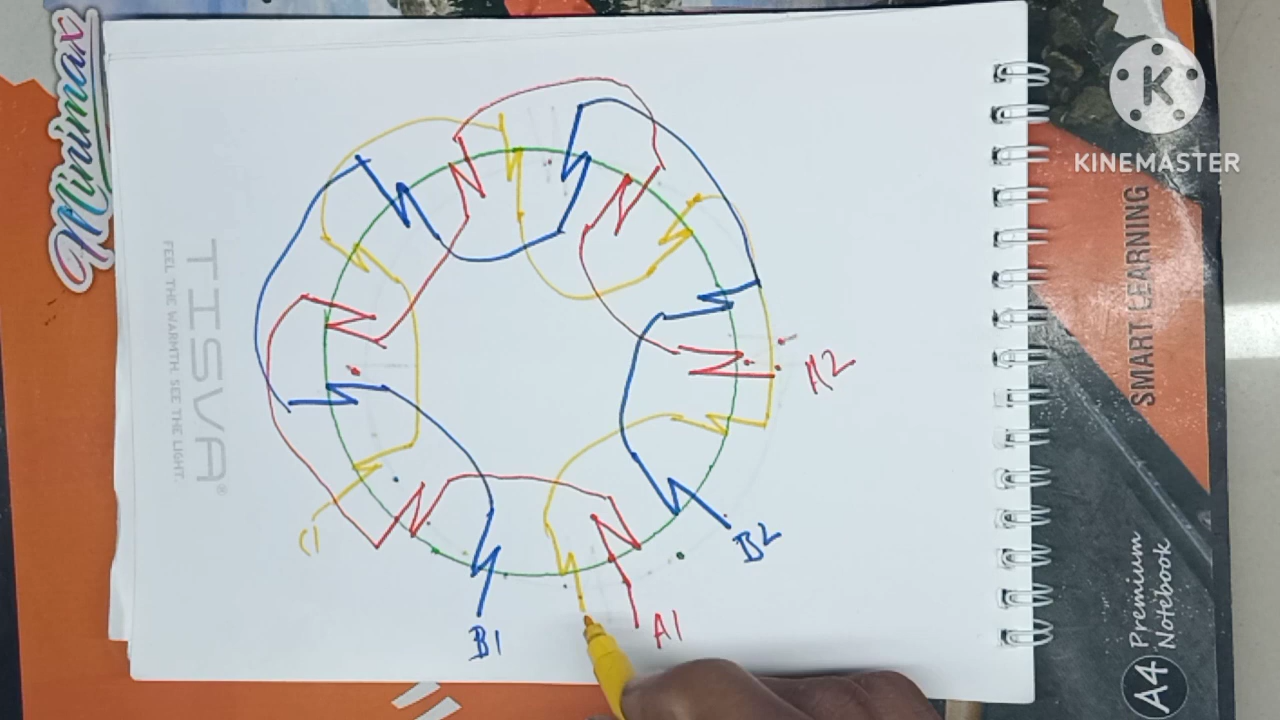 Minimax
TISVA®
FEEL THE WARMTH. SEE THE LIGHT.
KINEMASTER
SMART LEARNING
A4 Premium
Notebook
A2
B2
A1
B1
C1